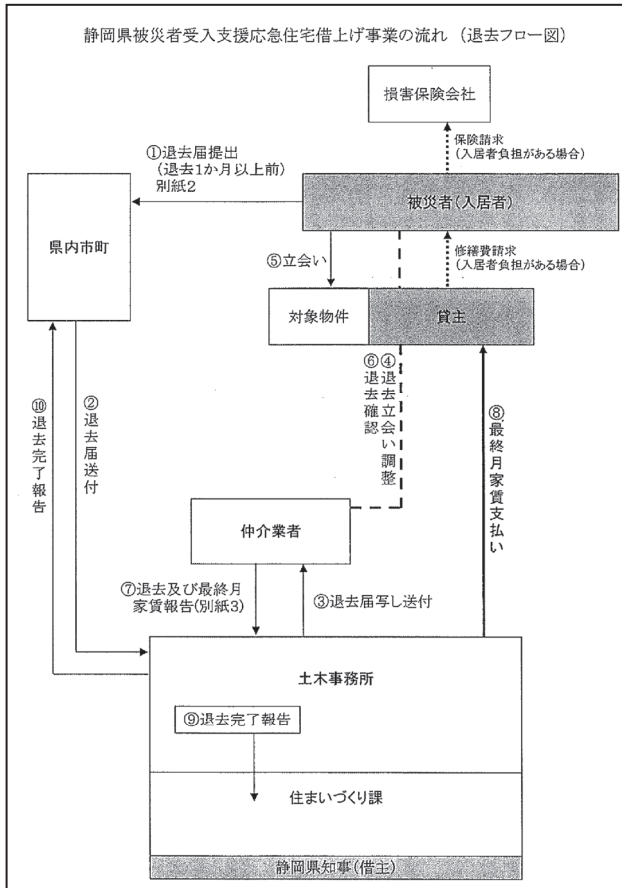 静岡県被災者受入支援応急住宅借上げ事業の流れ (退去フロー図)
損害保険会社
保険請求
(入居者負担がある場合)
①退去届提出
(退去1か月以上前)
別紙2
被災者(入居者)
県内市町
修繕費請求
(入居者負担がある場合)
⑤立会い
対象物件
貸主
④退去立会い調整
⑥退去確認
⑧最終月家賃支払い
②退去届送付
⑩退去完了報告
仲介業者
⑦退去及び最終月
家賃報告(別紙3)
③退去届写し送付
土木事務所
⑨退去完了報告
住まいづくり課
静岡県知事(借主)